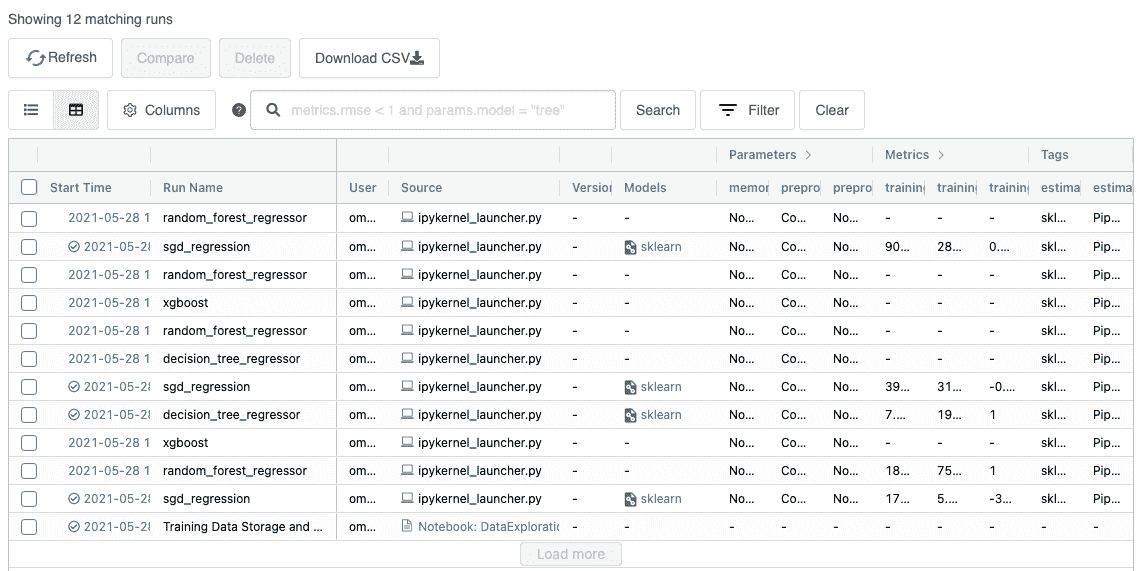 Showing 12 matching runs
Refresh Compare Delete Download CSV
Columns ? metrics.rmse < 1 and params.model = "tree" Search Filter Clear
Parameters > Metrics > Tags
Start Time Run Name User Source Version Models memor prepro prepro training training training estima estima
2021-05-28 1 random_forest_regressor om... ipykernel_launcher.py - - No... Co... No... - - - skl... Pip...
2021-05-28 sgd_regression om... ipykernel_launcher.py - sklearn No... Co... No... 90... 28... 0.... skl... Pip...
2021-05-28 1 random_forest_regressor om... ipykernel_launcher.py - - No... Co... No... - - - skl... Pip...
2021-05-28 1 xgboost om... ipykernel_launcher.py - - No... Co... No... - - - skl... Pip...
2021-05-28 1 random_forest_regressor om... ipykernel_launcher.py - - No... Co... No... - - - skl... Pip...
2021-05-28 1 decision_tree_regressor om... ipykernel_launcher.py - - No... Co... No... - - - skl... Pip...
2021-05-28 sgd_regression om... ipykernel_launcher.py - sklearn No... Co... No... 39... 31... -0.... skl... Pip...
2021-05-28 decision_tree_regressor om... ipykernel_launcher.py - sklearn No... Co... No... 7.... 19... 1 skl... Pip...
2021-05-28 1 xgboost om... ipykernel_launcher.py - - No... Co... No... - - - skl... Pip...
2021-05-28 1 random_forest_regressor om... ipykernel_launcher.py - - No... Co... No... 18... 75... 1 skl... Pip...
2021-05-28 sgd_regression om... ipykernel_launcher.py - sklearn No... Co... No... 17... 5.... -3... skl... Pip...
2021-05-28 Training Data Storage and ... om... Notebook: DataExploratio - - - - - - - - - -
Load more